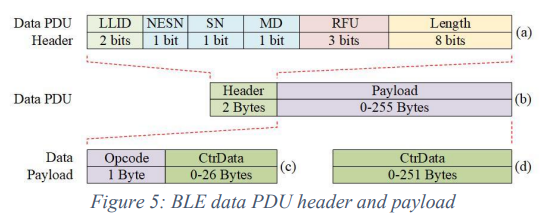 Data PDU Header LLID NESN SN MD RFU Length
2 bits 1 bit 1 bit 1 bit 3 bits 8 bits (a)
Data PDU Header Payload
2 Bytes 0-255 Bytes (b)
Data Payload Opcode CtrData CtrData
1 Byte 0-26 Bytes (c) 0-251 Bytes (d)
Figure 5: BLE data PDU header and payload